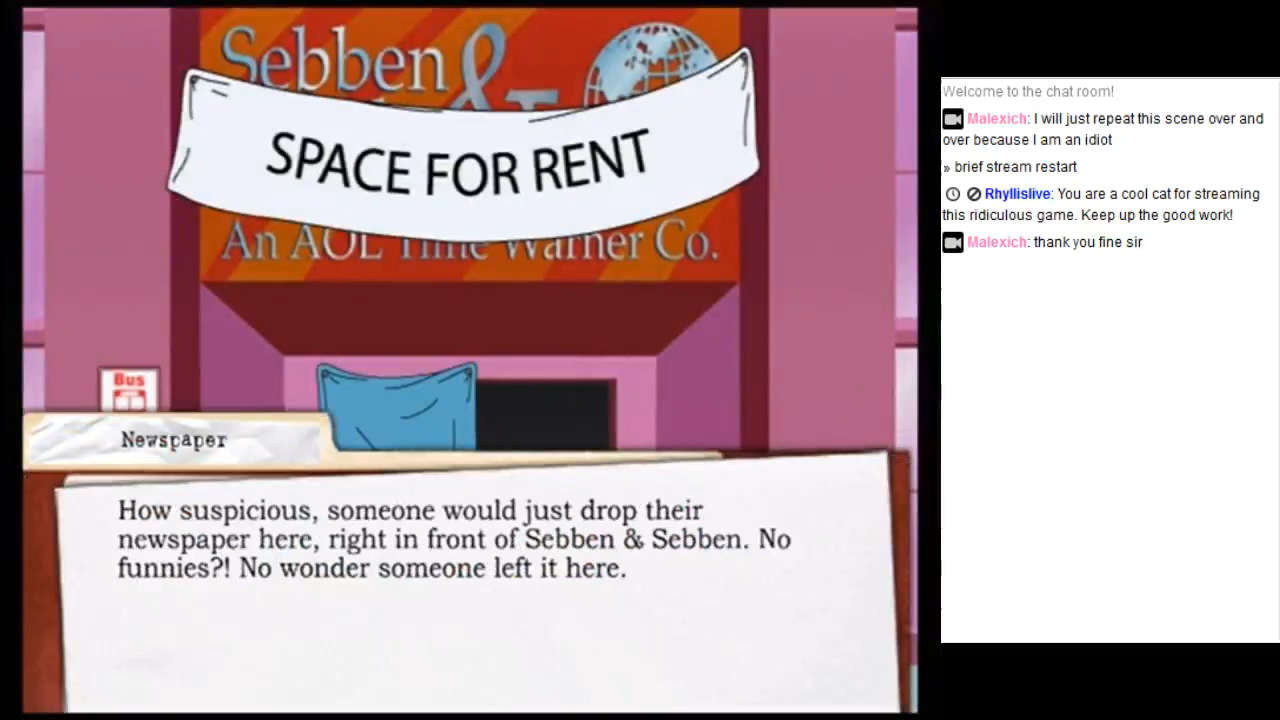 Sebben &
SPACE FOR RENT
An AOL Time Warner Co.
Bus
Newspaper
How suspicious, someone would just drop their
newspaper here, right in front of Sebben & Sebben. No
funnies?! No wonder someone left it here.
Welcome to the chat room!
Malexich: I will just repeat this scene over and
over because I am an idiot
» brief stream restart
Rhyllislive: You are a cool cat for streaming
this ridiculous game. Keep up the good work!
Malexich: thank you fine sir